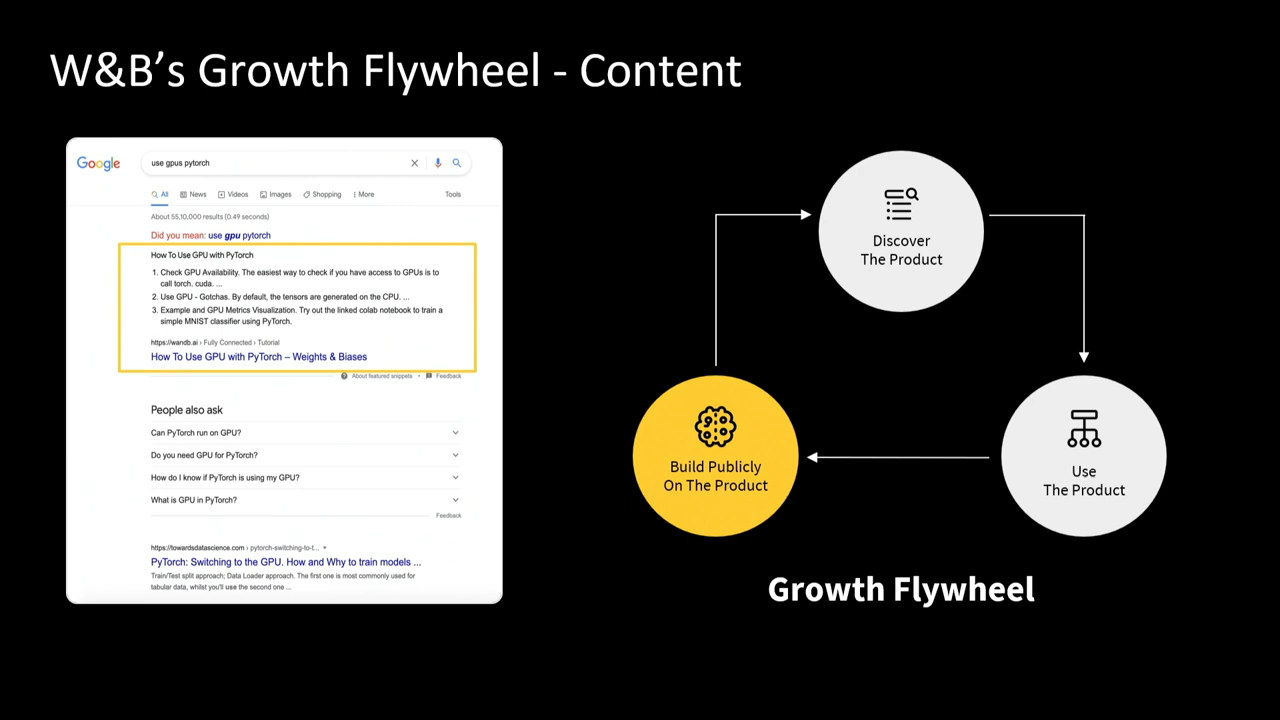 W&B’s Growth Flywheel - Content
Google
use gpus pytorch
All News Videos Images Shopping More Tools
About 55,10,000 results (0.49 seconds)
Did you mean: use gpu pytorch
How To Use GPU with PyTorch
1. Check GPU Availability. The easiest way to check if you have access to GPUs is to
call torch. cuda. ...
2. Use GPU - Gotchas. By default, the tensors are generated on the CPU. ...
3. Example and GPU Metrics Visualization. Try out the linked colab notebook to train a
simple MNIST classifier using PyTorch.
https://wandb.ai › Fully Connected › Tutorial
How To Use GPU with PyTorch – Weights & Biases
About featured snippets • Feedback
People also ask
Can PyTorch run on GPU?
Do you need GPU for PyTorch?
How do I know if PyTorch is using my GPU?
What is GPU in PyTorch?
Feedback
https://towardsdatascience.com › pytorch-switching-to-t...
PyTorch: Switching to the GPU. How and Why to train models ...
Train/Test split approach; Data Loader approach. The first one is most commonly used for
tabular data, whilst you'll use the second one ...
Discover
The Product
Build Publicly
On The Product
Use
The Product
Growth Flywheel